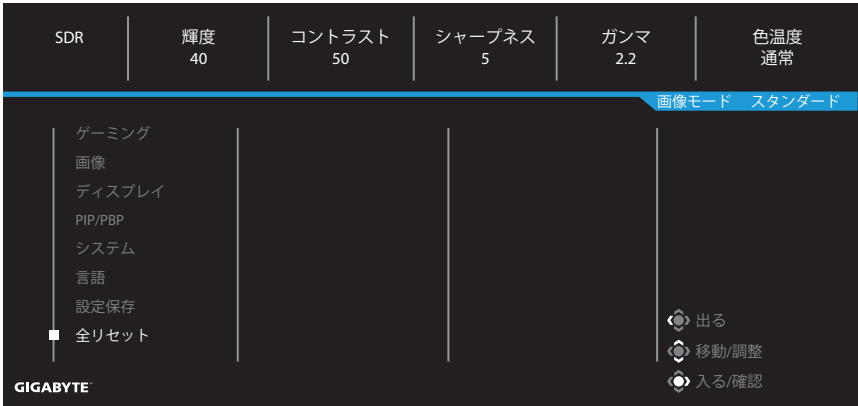 SDR
輝度
40
コントラスト
50
シャープネス
5
ガンマ
2.2
色温度
通常
画像モード スタンダード
ゲーミング
画像
ディスプレイ
PIP/PBP
システム
言語
設定保存
全リセット
出る
移動/調整
入る/確認
GIGABYTE™